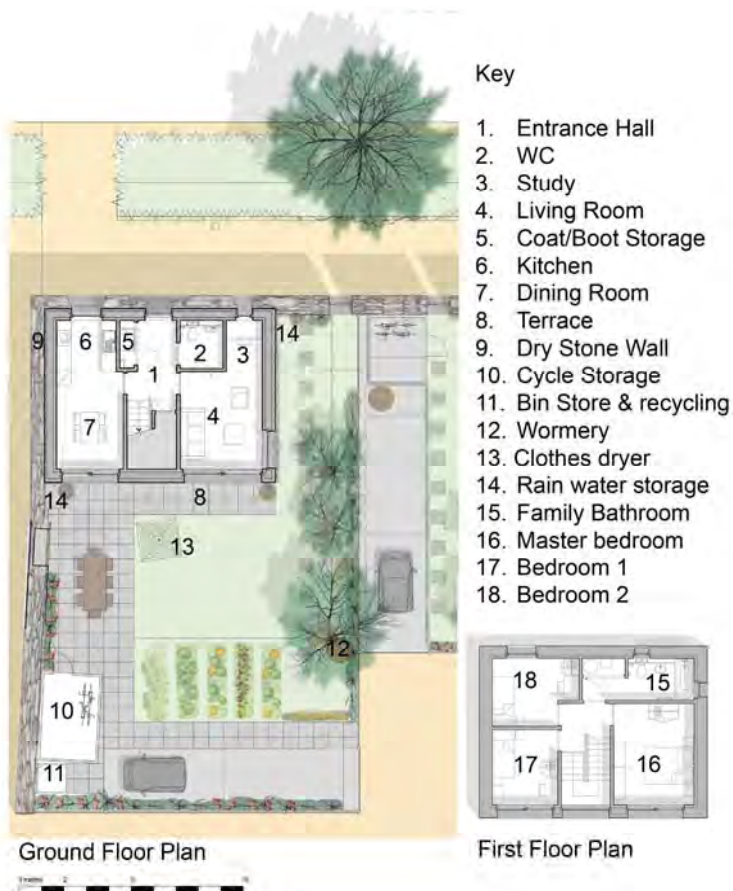 Key
1. Entrance Hall
2. WC
3. Study
4. Living Room
5. Coat/Boot Storage
6. Kitchen
7. Dining Room
8. Terrace
9. Dry Stone Wall
10. Cycle Storage
11. Bin Store & recycling
12. Wormery
13. Clothes dryer
14. Rain water storage
15. Family Bathroom
16. Master bedroom
17. Bedroom 1
18. Bedroom 2
9
6
5
2
3
14
1
7
4
14
8
13
12
10
11
18
15
17
16
Ground Floor Plan
First Floor Plan